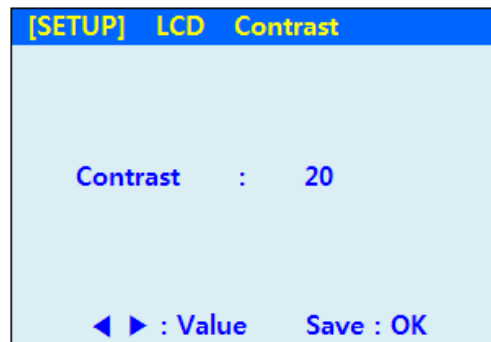 [SETUP] LCD Contrast
Contrast : 20
◀ ▶ : Value Save : OK